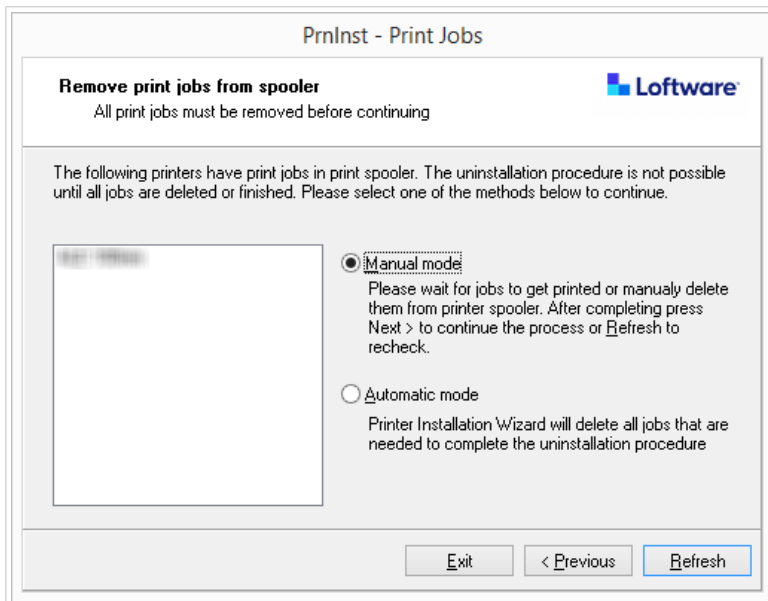 PrnInst - Print Jobs
Remove print jobs from spooler
All print jobs must be removed before continuing
Loftware
The following printers have print jobs in print spooler. The uninstallation procedure is not possible
until all jobs are deleted or finished. Please select one of the methods below to continue.
Manual mode
Please wait for jobs to get printed or manualy delete
them from printer spooler. After completing press
Next > to continue the process or Refresh to
recheck.
Automatic mode
Printer Installation Wizard will delete all jobs that are
needed to complete the uninstallation procedure
Exit
< Previous
Refresh